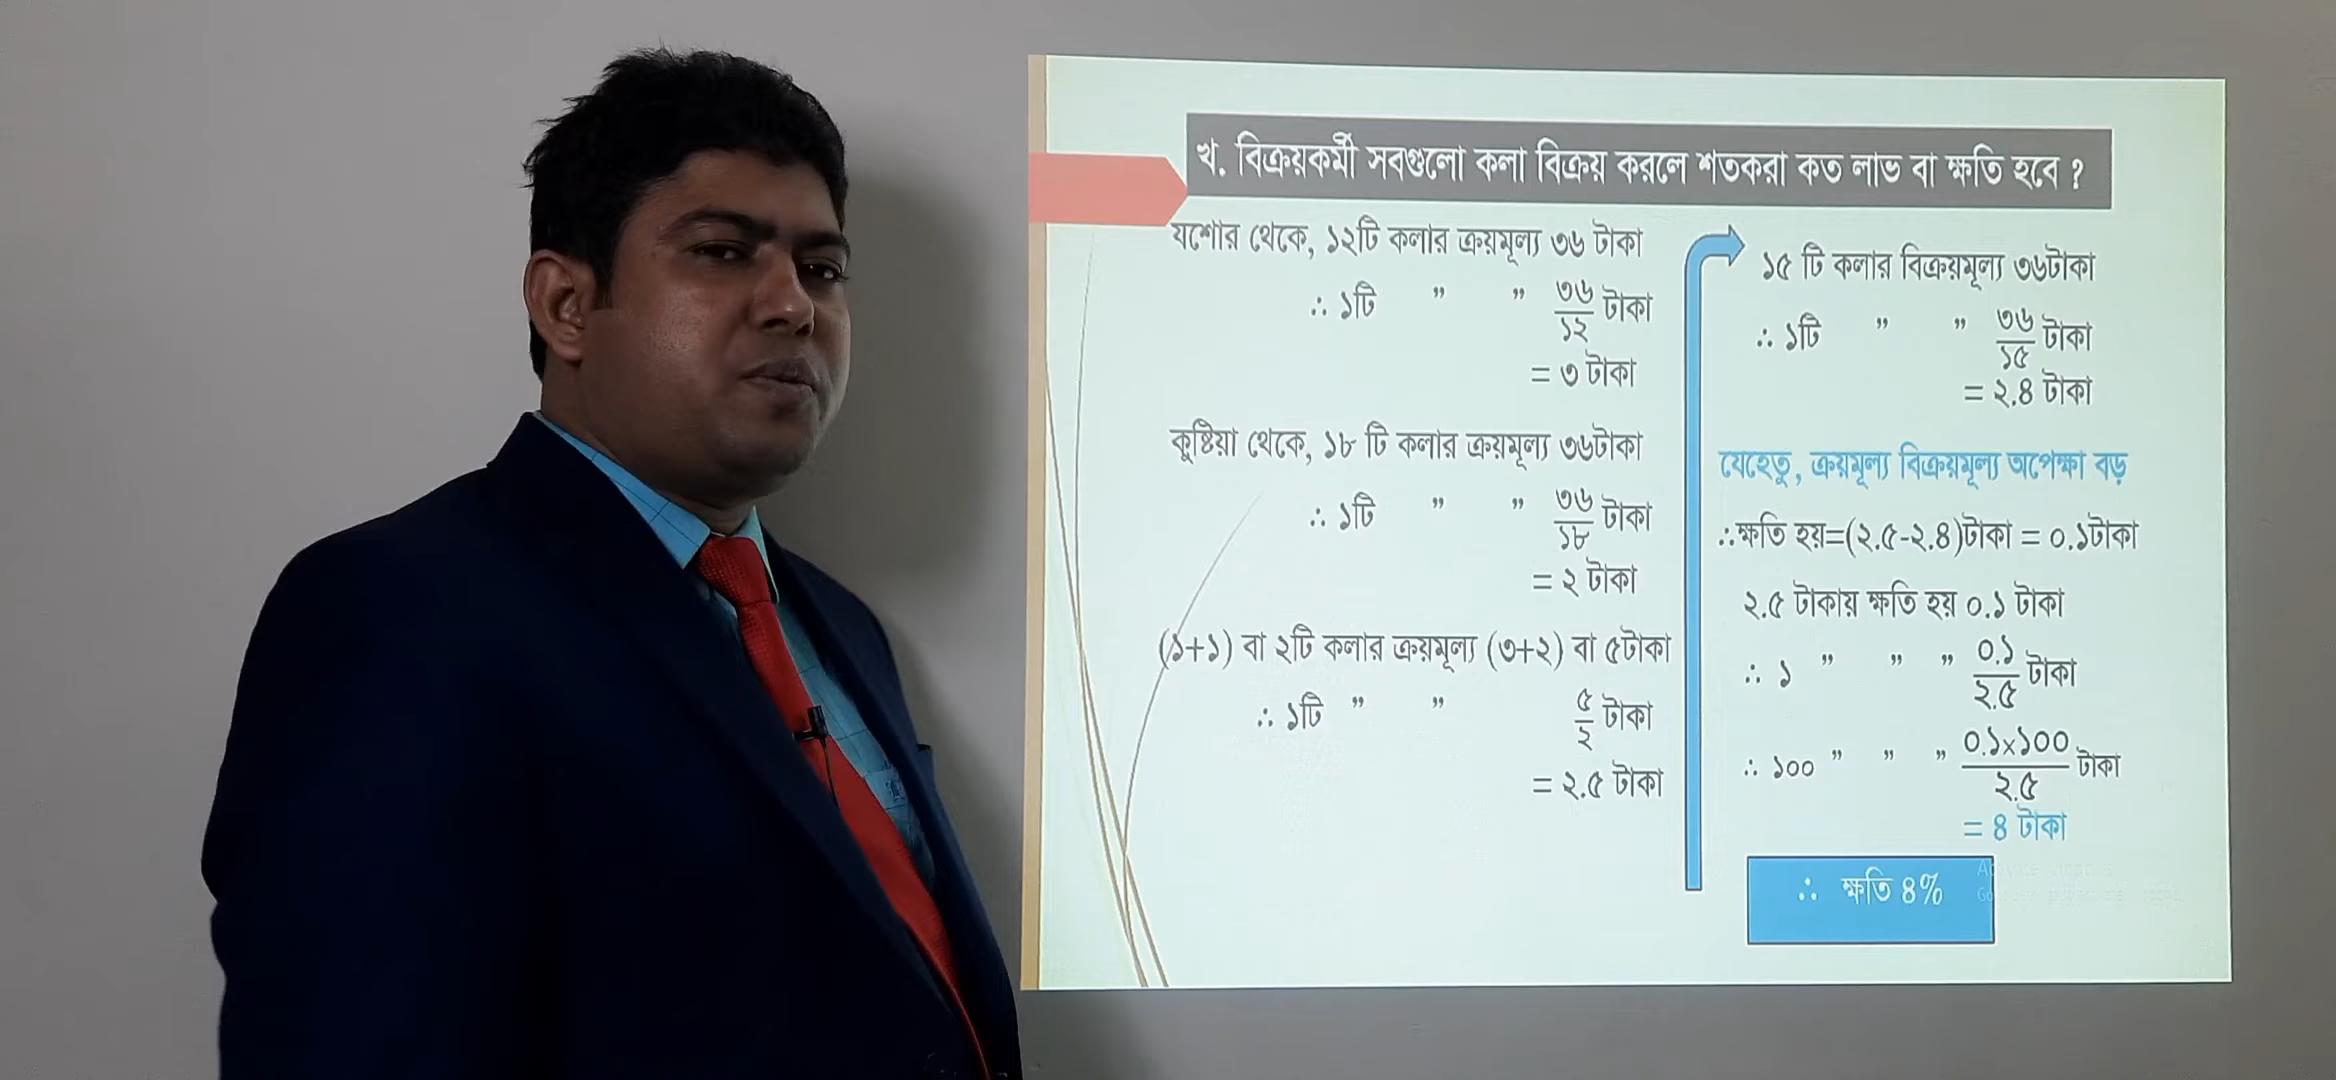 খ. বিক্রয়কর্মী সবগুলো কলা বিক্রয় করলে শতকরা কত লাভ বা ক্ষতি হবে ?
যশোর থেকে, ১২টি কলার ক্রয়মূল্য ৩৬ টাকা
∴ ১টি " " ৩৬/১২ টাকা
= ৩ টাকা
কুষ্টিয়া থেকে, ১৮ টি কলার ক্রয়মূল্য ৩৬টাকা
∴ ১টি " " ৩৬/১৮ টাকা
= ২ টাকা
(১+১) বা ২টি কলার ক্রয়মূল্য (৩+২) বা ৫টাকা
∴ ১টি " " ৫/২ টাকা
= ২.৫ টাকা
১৫ টি কলার বিক্রয়মূল্য ৩৬টাকা
∴ ১টি " " ৩৬/১৫ টাকা
= ২.৪ টাকা
যেহেতু, ক্রয়মূল্য বিক্রয়মূল্য অপেক্ষা বড়
∴ক্ষতি হয়=(২.৫-২.৪)টাকা = ০.১টাকা
২.৫ টাকায় ক্ষতি হয় ০.১ টাকা
∴ ১ " " " ০.১/২.৫ টাকা
∴ ১০০ " " " ০.১×১০০/২.৫ টাকা
= ৪ টাকা
∴ ক্ষতি ৪%